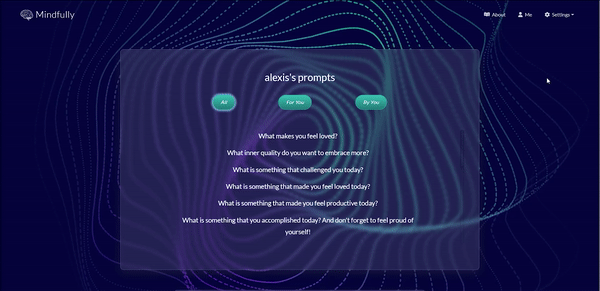 Mindfully
About
Me
Settings
alexis's prompts
All
For You
By You
What makes you feel loved?
What inner quality do you want to embrace more?
What is something that challenged you today?
What is something that made you feel loved today?
What is something that made you feel productive today?
What is something that you accomplished today? And don't forget to feel proud of
yourself!